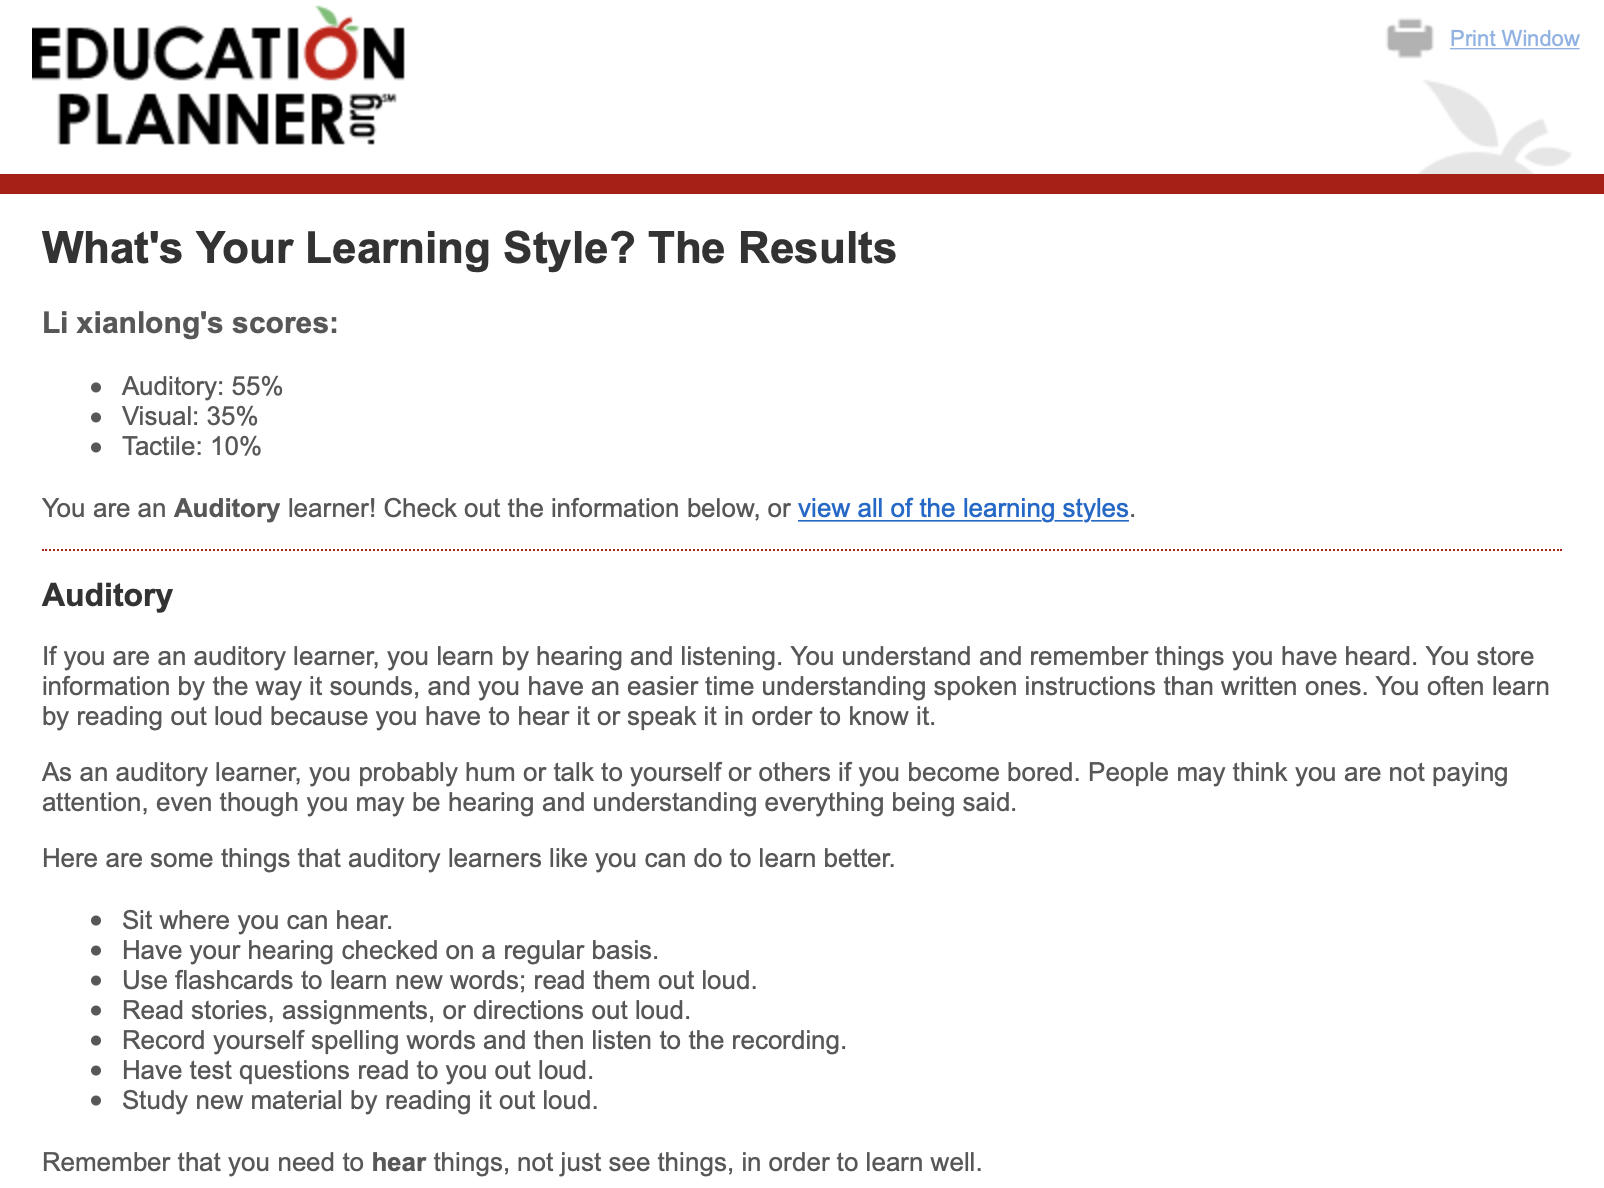 EDUCATION
PLANNER.org℠
Print Window
What's Your Learning Style? The Results
Li xianlong's scores:
• Auditory: 55%
• Visual: 35%
• Tactile: 10%
You are an Auditory learner! Check out the information below, or view all of the learning styles.
Auditory
If you are an auditory learner, you learn by hearing and listening. You understand and remember things you have heard. You store
information by the way it sounds, and you have an easier time understanding spoken instructions than written ones. You often learn
by reading out loud because you have to hear it or speak it in order to know it.
As an auditory learner, you probably hum or talk to yourself or others if you become bored. People may think you are not paying
attention, even though you may be hearing and understanding everything being said.
Here are some things that auditory learners like you can do to learn better.
• Sit where you can hear.
• Have your hearing checked on a regular basis.
• Use flashcards to learn new words; read them out loud.
• Read stories, assignments, or directions out loud.
• Record yourself spelling words and then listen to the recording.
• Have test questions read to you out loud.
• Study new material by reading it out loud.
Remember that you need to hear things, not just see things, in order to learn well.